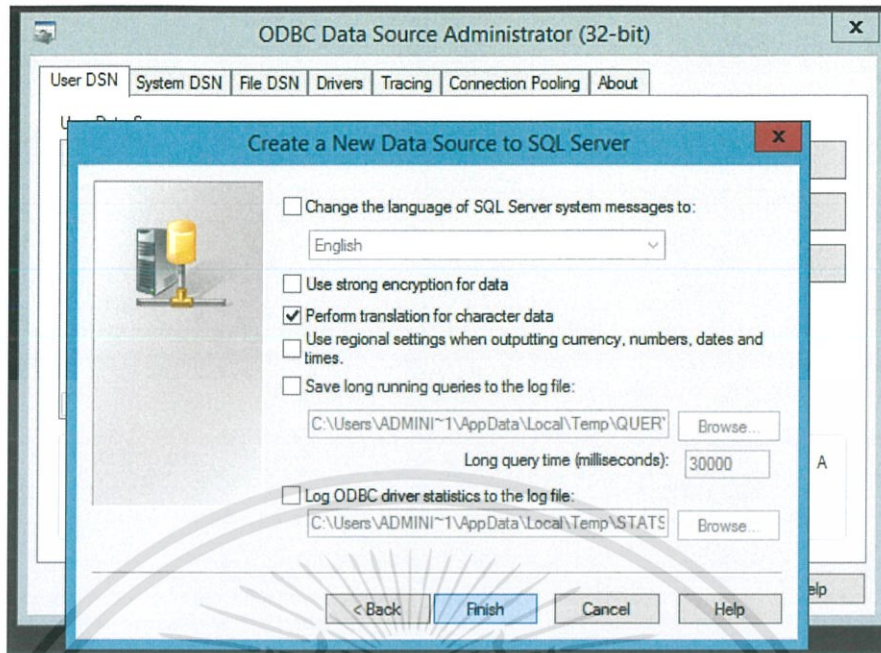 ODBC Data Source Administrator (32-bit)
x
User DSN System DSN File DSN Drivers Tracing Connection Pooling About
Create a New Data Source to SQL Server
x
Change the language of SQL Server system messages to:
English
Use strong encryption for data
Perform translation for character data
Use regional settings when outputting currency, numbers, dates and
times.
Save long running queries to the log file:
C:\Users\ADMINI~1\AppData\Local\Temp\QUER
Browse...
Long query time (milliseconds): 30000
A
Log ODBC driver statistics to the log file:
C:\Users\ADMINI~1\AppData\Local\Temp\STATS
Browse...
< Back Finish Cancel Help
elp